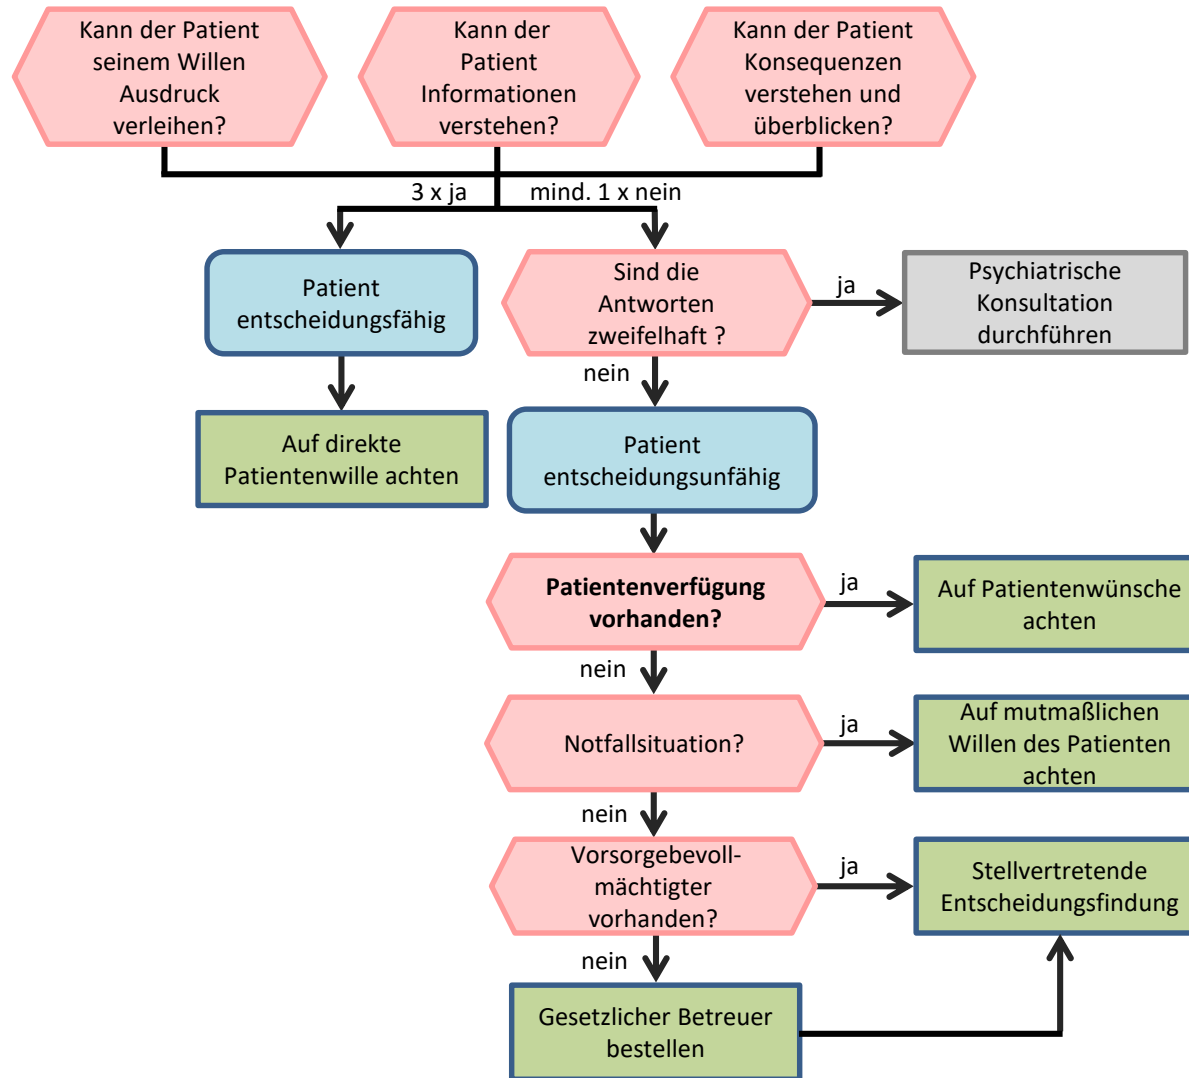 Kann der Patient
seinem Willen
Ausdruck
verleihen?
Kann der
Patient
Informationen
verstehen?
Kann der Patient
Konsequenzen
verstehen und
überblicken?
3 x ja
mind. 1 x nein
Patient
entscheidungsfähig
Sind die
Antworten
zweifelhaft ?
ja
Psychiatrische
Konsultation
durchführen
nein
Auf direkte
Patientenwille achten
Patient
entscheidungsunfähig
Patientenverfügung
vorhanden?
ja
Auf Patientenwünsche
achten
nein
Notfallsituation?
ja
Auf mutmaßlichen
Willen des Patienten
achten
nein
Vorsorgebevoll-
mächtigter
vorhanden?
ja
Stellvertretende
Entscheidungsfindung
nein
Gesetzlicher Betreuer
bestellen